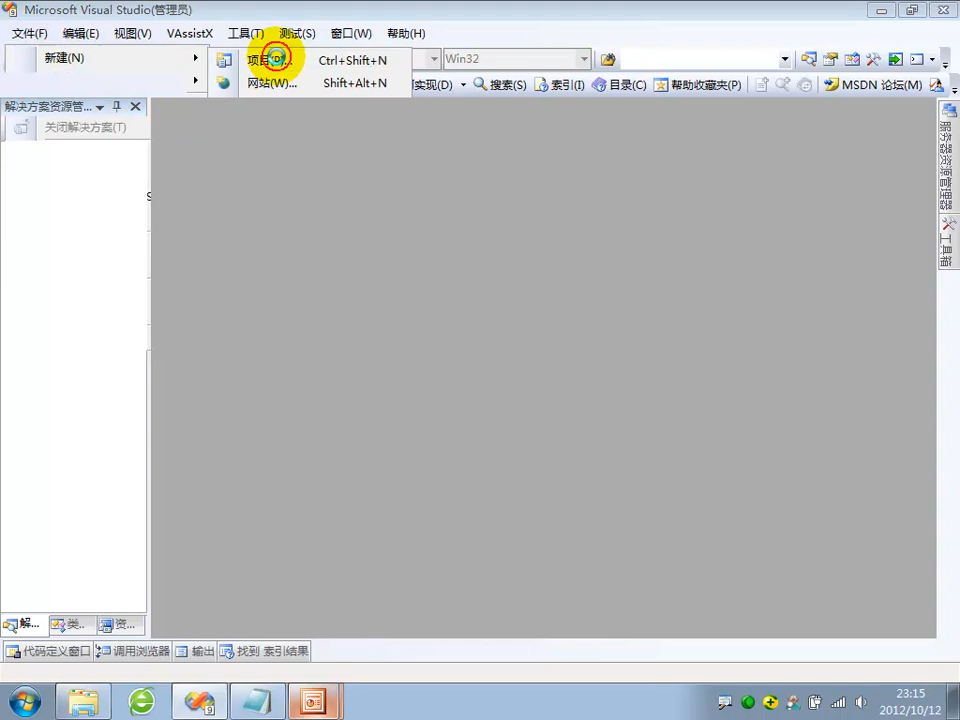 Microsoft Visual Studio(管理员)
文件(F) 编辑(E) 视图(V) VAssistX 工具(T) 测试(S) 窗口(W) 帮助(H)
新建(N) 项目(P)... Ctrl+Shift+N Win32
网站(W)... Shift+Alt+N 实现(D) 搜索(S) 索引(I) 目录(C) 帮助收藏夹(P) MSDN 论坛(M)
解决方案资源管...
关闭解决方案(T)
服务器资源管理器
工具箱
解... 类... 资...
代码定义窗口 调用浏览器 输出 找到 索引结果
23:15
2012/10/12